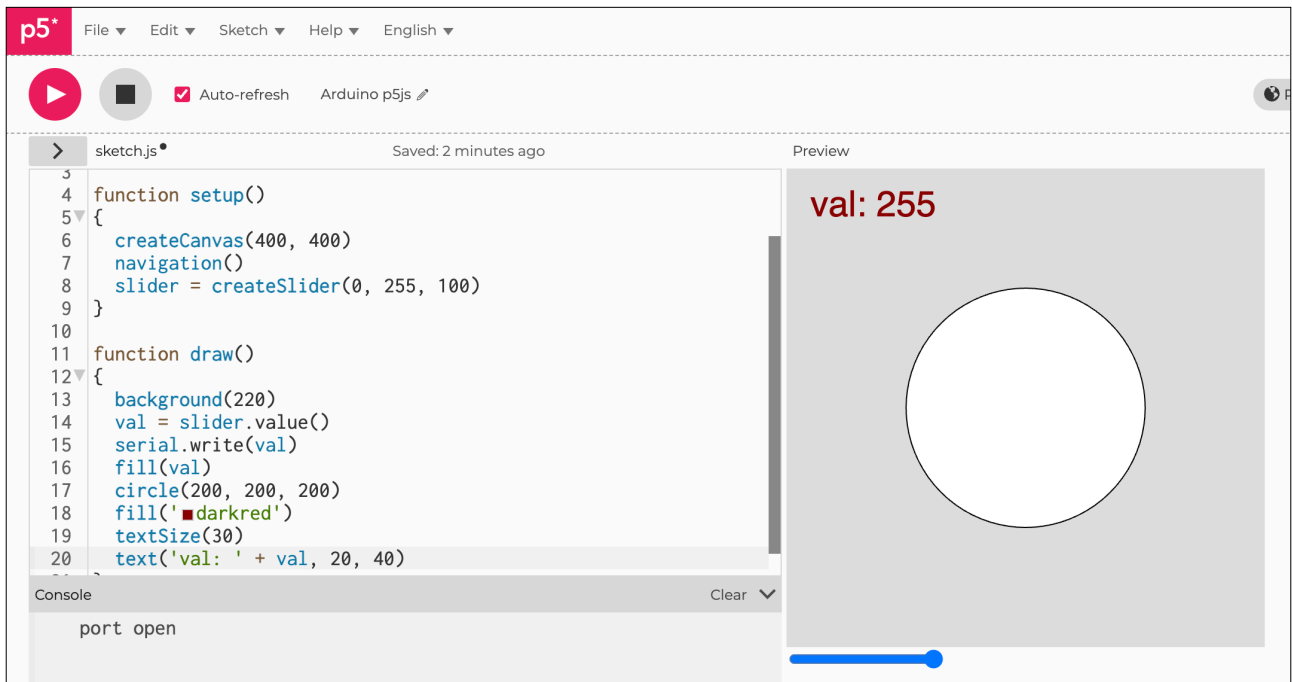 p5* File Edit Sketch Help English
Auto-refresh Arduino p5js
sketch.js Saved: 2 minutes ago
3
4 function setup()
5 {
6 createCanvas(400, 400)
7 navigation()
8 slider = createSlider(0, 255, 100)
9 }
10
11 function draw()
12 {
13 background(220)
14 val = slider.value()
15 serial.write(val)
16 fill(val)
17 circle(200, 200, 200)
18 fill('darkred')
19 textSize(30)
20 text('val: ' + val, 20, 40)
Console Clear
port open
Preview
val: 255